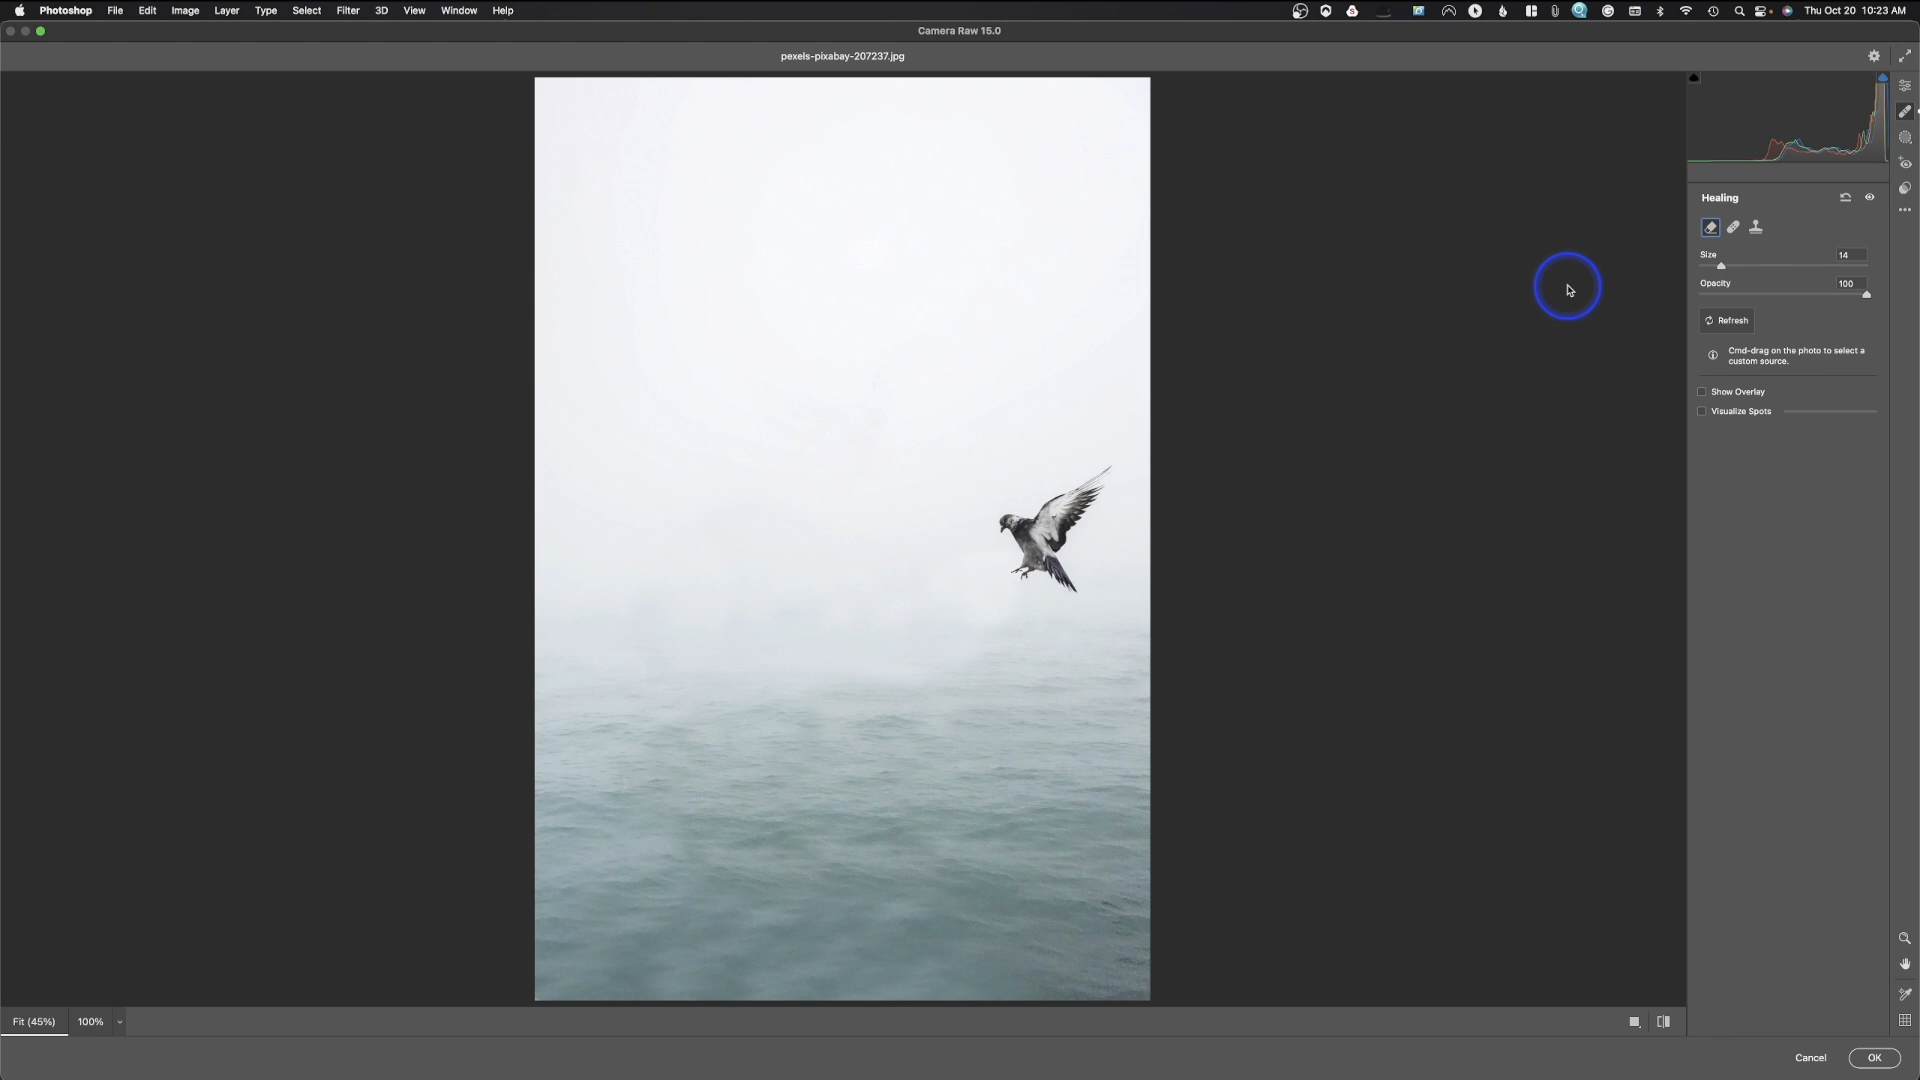 Photoshop File Edit Image Layer Type Select Filter 3D View Window Help Thu Oct 20 10:23 AM
Camera Raw 15.0
pexels-pixabay-207237.jpg
Healing
Size 14
Opacity 100
Refresh
Cmd-drag on the photo to select a
custom source.
Show Overlay
Visualize Spots
Fit (45%) 100%
Cancel OK